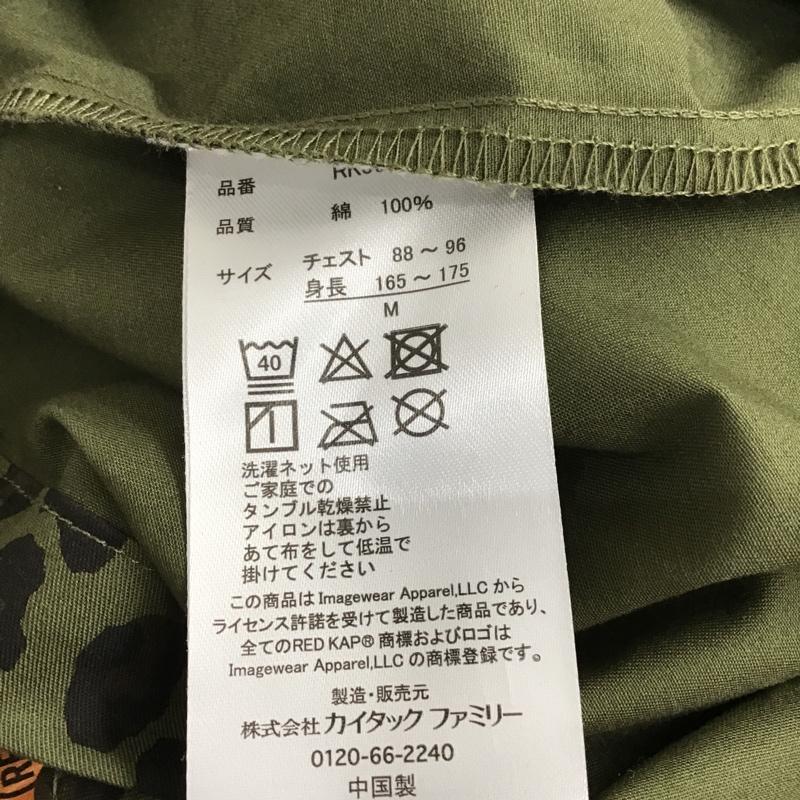 品番
品質 綿 100%
サイズ チェスト 88 ～ 96
身長 165 ～ 175
M
40
洗濯ネット使用
ご家庭での
タンブル乾燥禁止
アイロンは裏から
あて布をして低温で
掛けてください
この商品は Imagewear Apparel,LLC から
ライセンス許諾を受けて製造した商品であり、
全てのRED KAP® 商標およびロゴは
Imagewear Apparel,LLC の商標登録です。
製造・販売元
株式会社 カイタック ファミリー
0120-66-2240
中国製